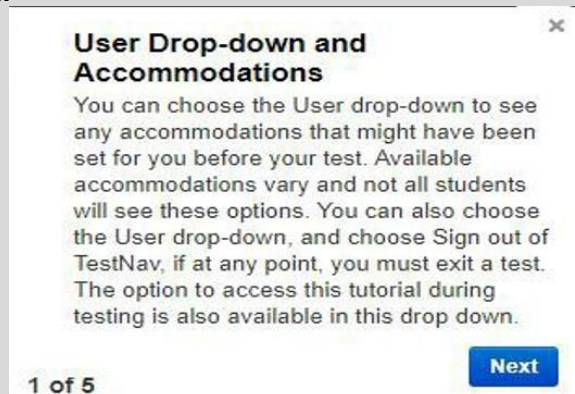 User Drop-down and
Accommodations
You can choose the User drop-down to see
any accommodations that might have been
set for you before your test. Available
accommodations vary and not all students
will see these options. You can also choose
the User drop-down, and choose Sign out of
TestNav, if at any point, you must exit a test.
The option to access this tutorial during
testing is also available in this drop down.
Next
1 of 5